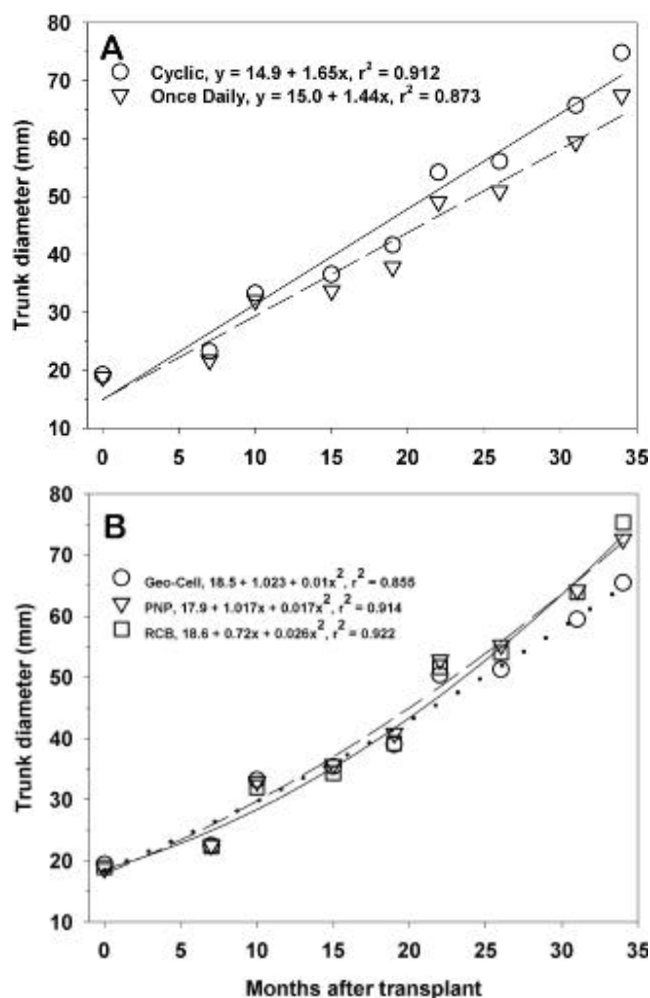 A
Cyclic, y = 14.9 + 1.65x, r² = 0.912
Once Daily, y = 15.0 + 1.44x, r² = 0.873
Trunk diameter (mm)
80
70
60
50
40
30
20
10
0 5 10 15 20 25 30 35
B
Geo-Cell, 18.5 + 1.023 + 0.01x², r² = 0.855
PNP, 17.9 + 1.017x + 0.017x², r² = 0.914
RCB, 18.6 + 0.72x + 0.026x², r² = 0.922
Trunk diameter (mm)
80
70
60
50
40
30
20
10
0 5 10 15 20 25 30 35
Months after transplant